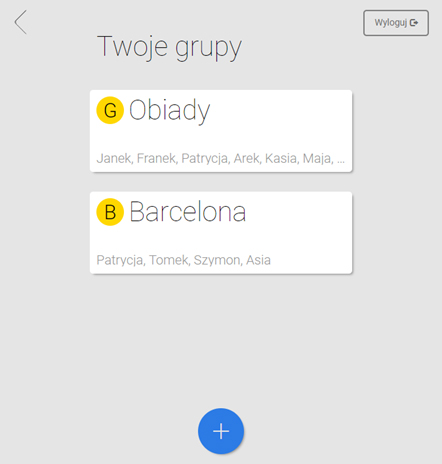 Wyloguj
Twoje grupy
G Obiady
Janek, Franek, Patrycja, Arek, Kasia, Maja, ...
B Barcelona
Patrycja, Tomek, Szymon, Asia
+